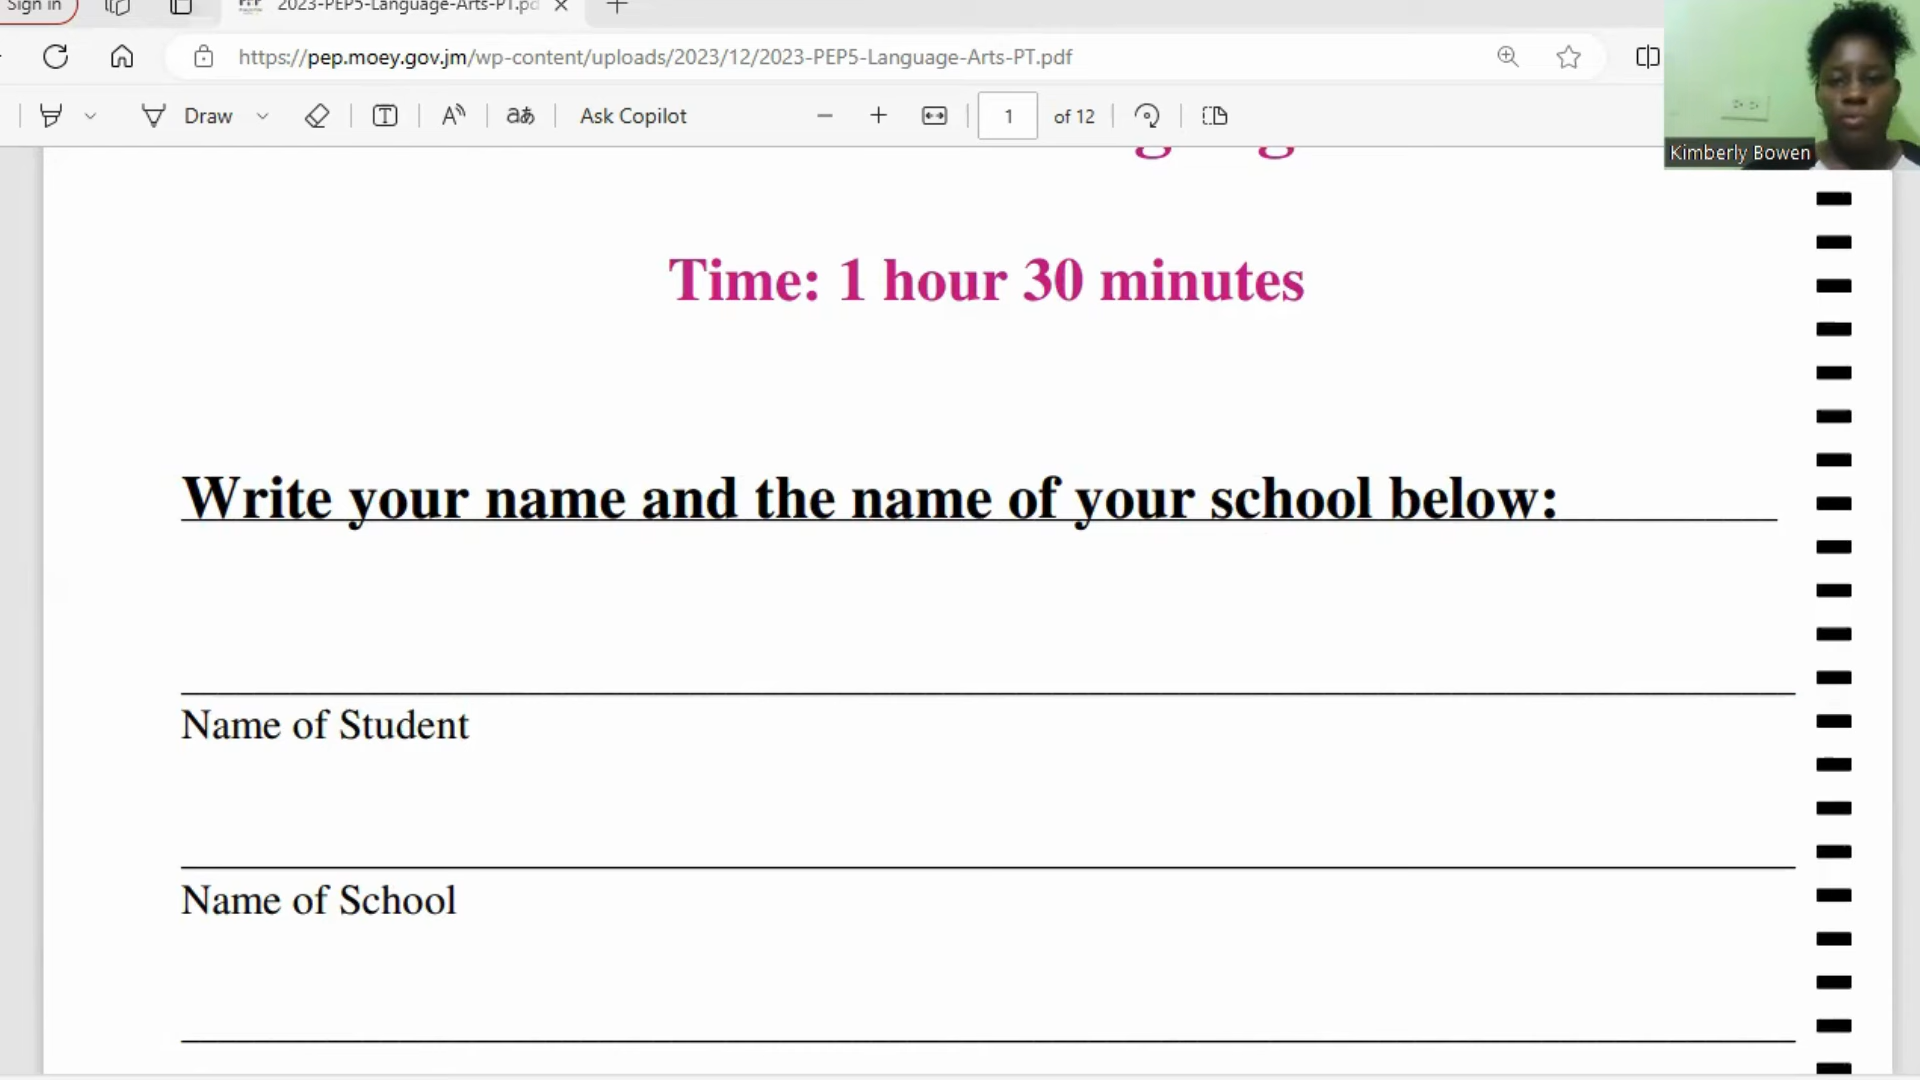 Sign in
2023-PEP5-Language-Arts-PT.pd
https://pep.moey.gov.jm/wp-content/uploads/2023/12/2023-PEP5-Language-Arts-PT.pdf
Draw
Ask Copilot
1 of 12
Kimberly Bowen
Time: 1 hour 30 minutes
Write your name and the name of your school below:
Name of Student
Name of School